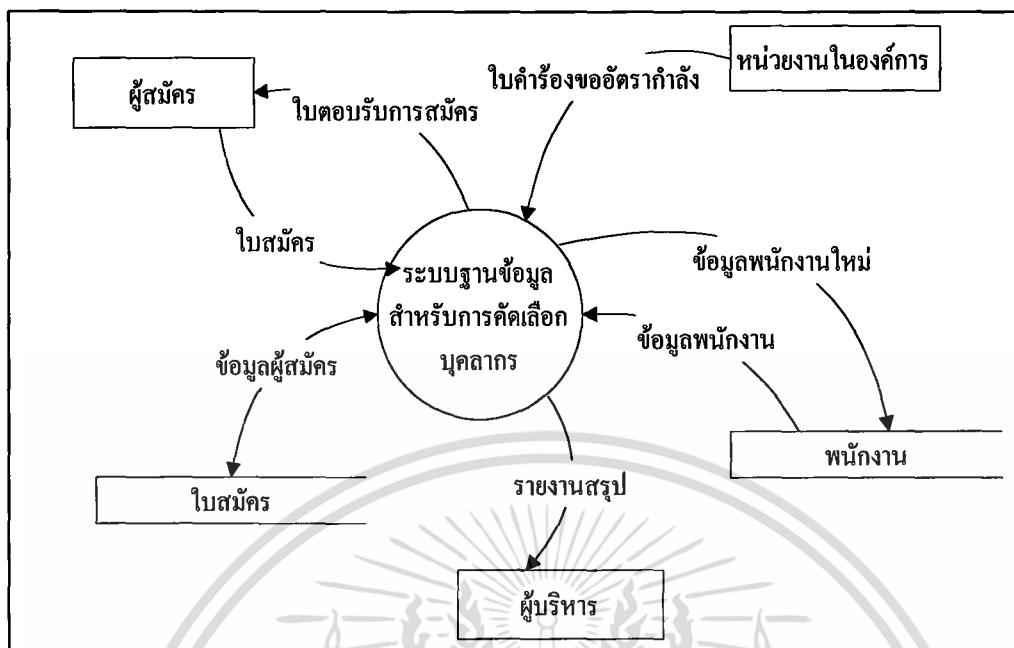 หน่วยงานในองค์การ
ผู้สมัคร
ใบคำร้องขออัตรากำลัง
ใบตอบรับการสมัคร
ใบสมัคร
ระบบฐานข้อมูล
สำหรับการคัดเลือก
บุคลากร
ข้อมูลพนักงานใหม่
ข้อมูลพนักงาน
ข้อมูลผู้สมัคร
พนักงาน
ใบสมัคร
รายงานสรุป
ผู้บริหาร